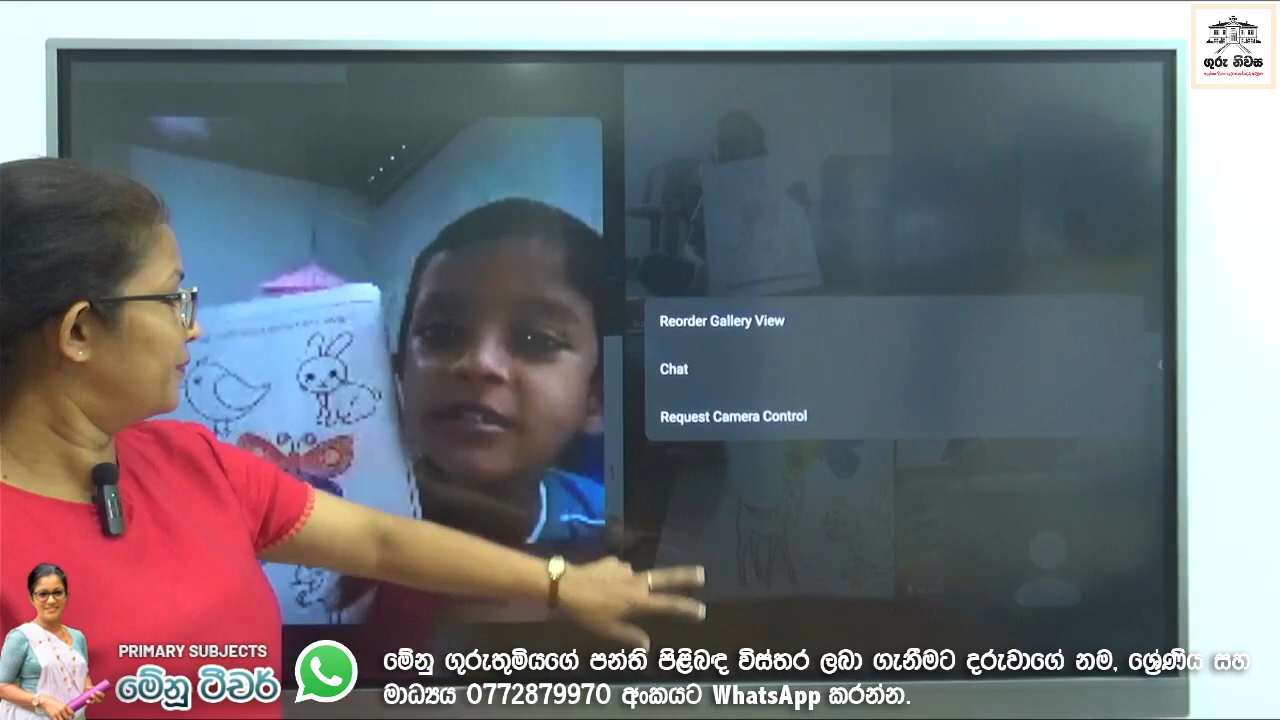 ගුරු නිවස
Reorder Gallery View
Chat
Request Camera Control
PRIMARY SUBJECTS
මේනු ටීචර්
මේනු ගුරුතුමියගේ පන්ති පිළිබඳ විස්තර ලබා ගැනීමට දරුවාගේ නම, ශ්‍රේණිය සහ
මාධ්‍යය 0772879970 අංකයට WhatsApp කරන්න.